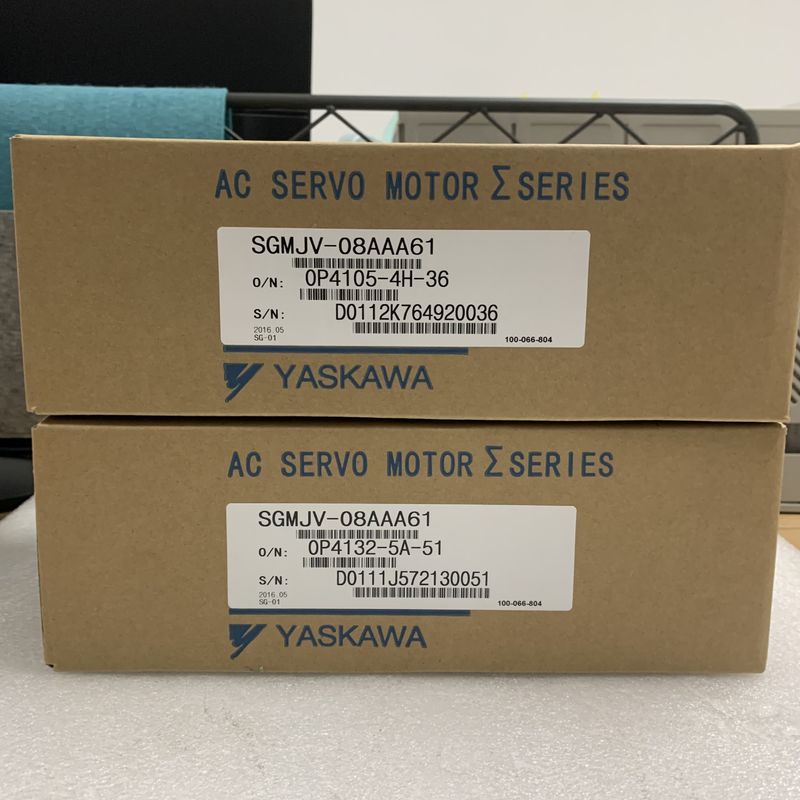 AC SERVO MOTOR Σ SERIES
SGMJV-08AAA61
O/N: 0P4105-4H-36
S/N: D0112K764920036
2016.05
SG-01 100-066-804
YASKAWA
AC SERVO MOTOR Σ SERIES
SGMJV-08AAA61
O/N: 0P4132-5A-51
S/N: D0111J572130051
2016.05
SG-01 100-066-804
YASKAWA